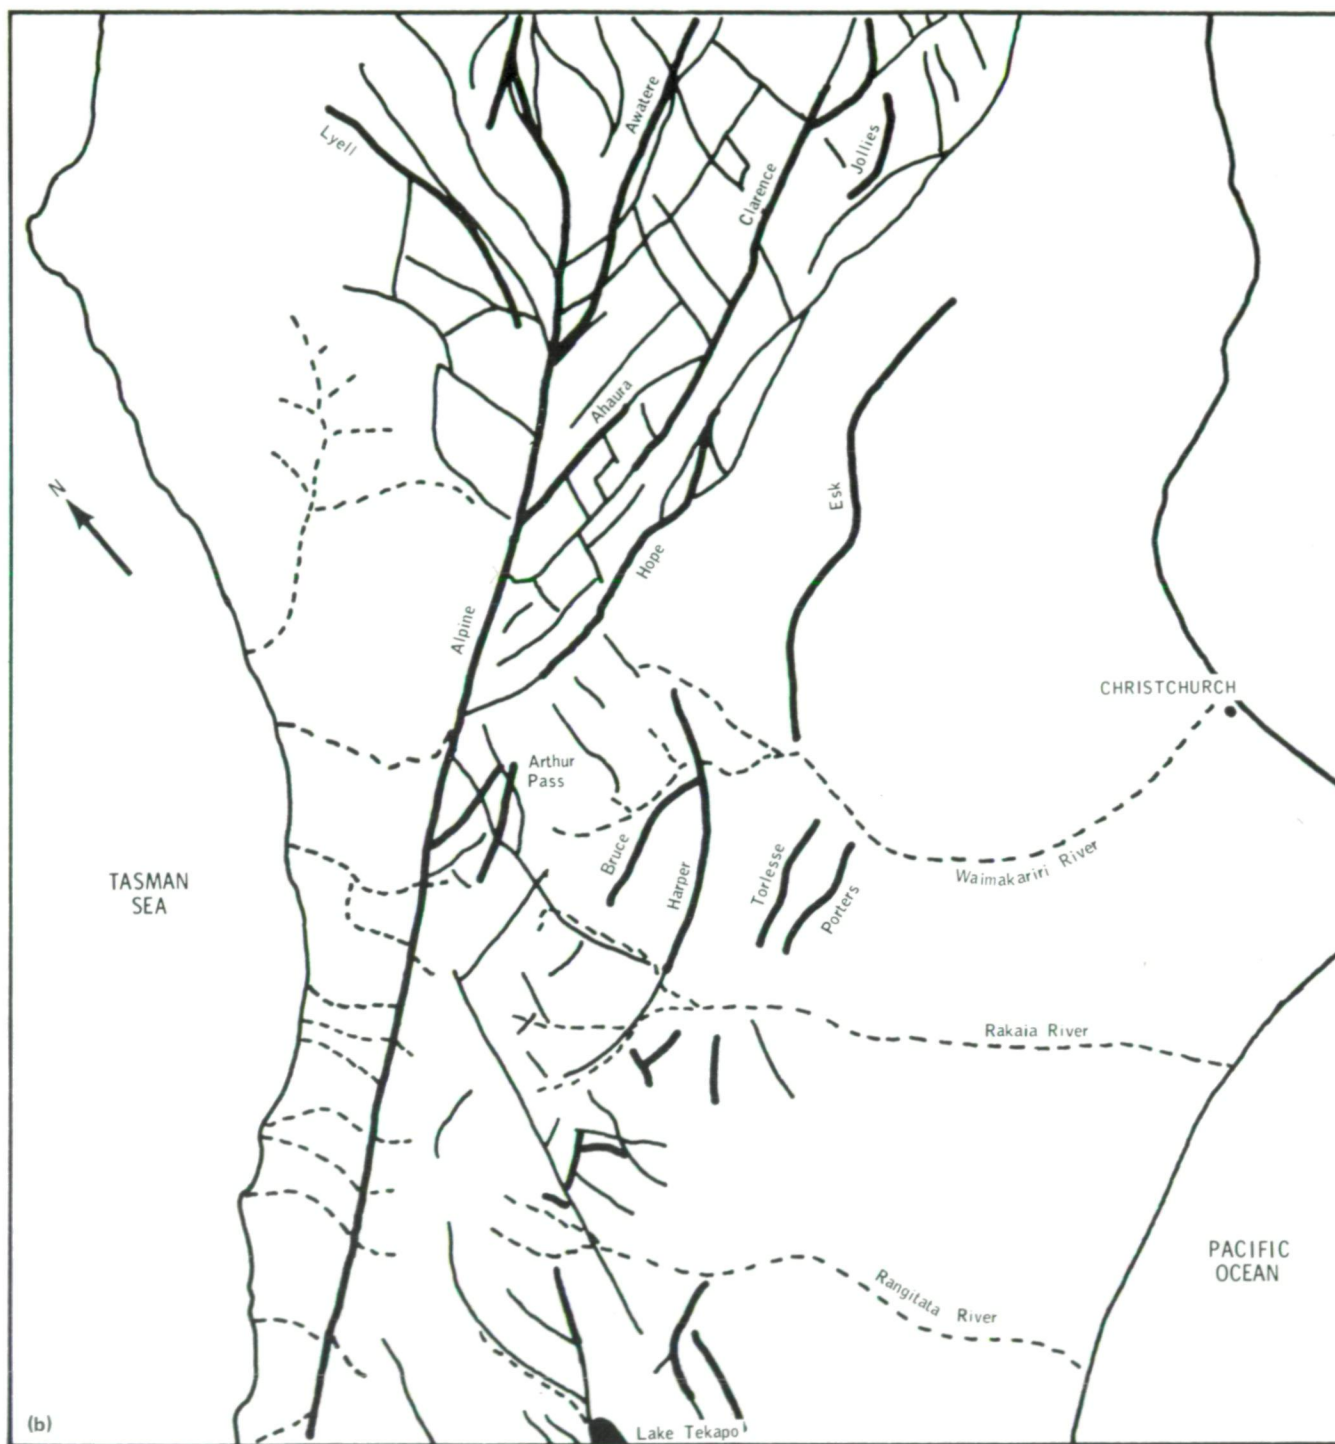 Awatere
Lyell
Jollies
Clarence
Ahaura
N
Esk
Hope
Alpine
CHRISTCHURCH
Arthur
Pass
Bruce
Harper
Torlesse
Porters
Waimakariri River
TASMAN
SEA
Rakaia River
PACIFIC
OCEAN
Rangitata River
(b)
Lake Tekapo